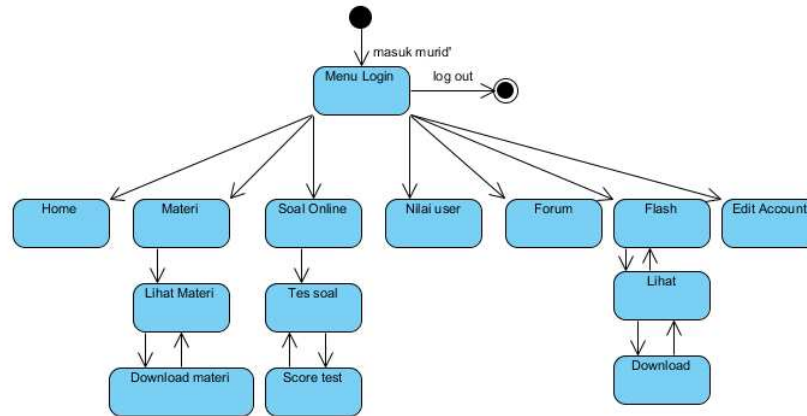 masuk murid'
Menu Login
log out
Home
Materi
Soal Online
Nilai user
Forum
Flash
Edit Account
Lihat Materi
Tes soal
Lihat
Download materi
Score test
Download